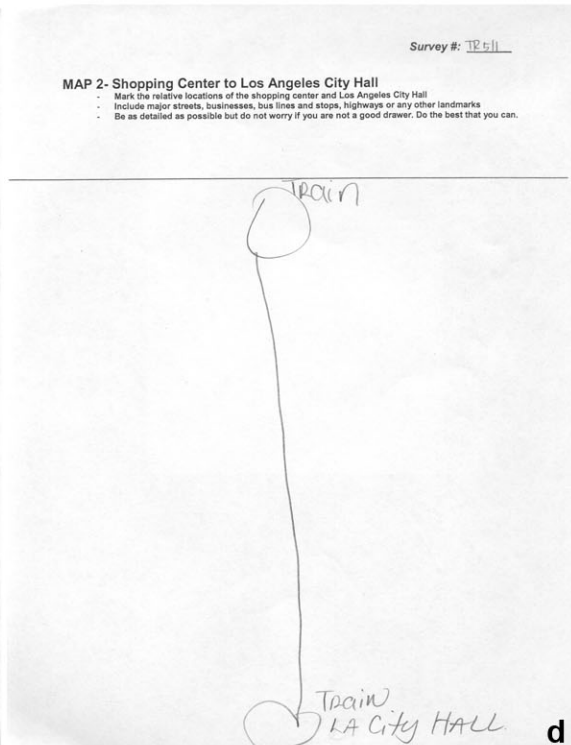 Survey #: TR511
MAP 2- Shopping Center to Los Angeles City Hall
- Mark the relative locations of the shopping center and Los Angeles City Hall
- Include major streets, businesses, bus lines and stops, highways or any other landmarks
- Be as detailed as possible but do not worry if you are not a good drawer. Do the best that you can.
TRain
TRain
LA City HALL
d